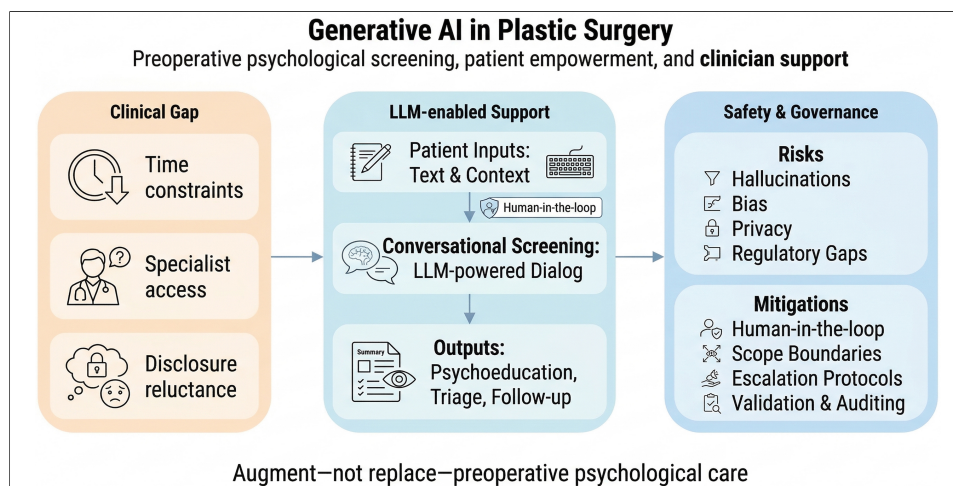 Generative AI in Plastic Surgery
Preoperative psychological screening, patient empowerment, and clinician support
Clinical Gap
Time
constraints
?
Specialist
access
Disclosure
reluctance
LLM-enabled Support
Patient Inputs:
Text & Context
Human-in-the-loop
Conversational Screening:
LLM-powered Dialog
Summary
Outputs:
Psychoeducation,
Triage, Follow-up
Safety & Governance
Risks
Hallucinations
Bias
Privacy
Regulatory Gaps
Mitigations
Human-in-the-loop
Scope Boundaries
Escalation Protocols
Validation & Auditing
Augment—not replace—preoperative psychological care